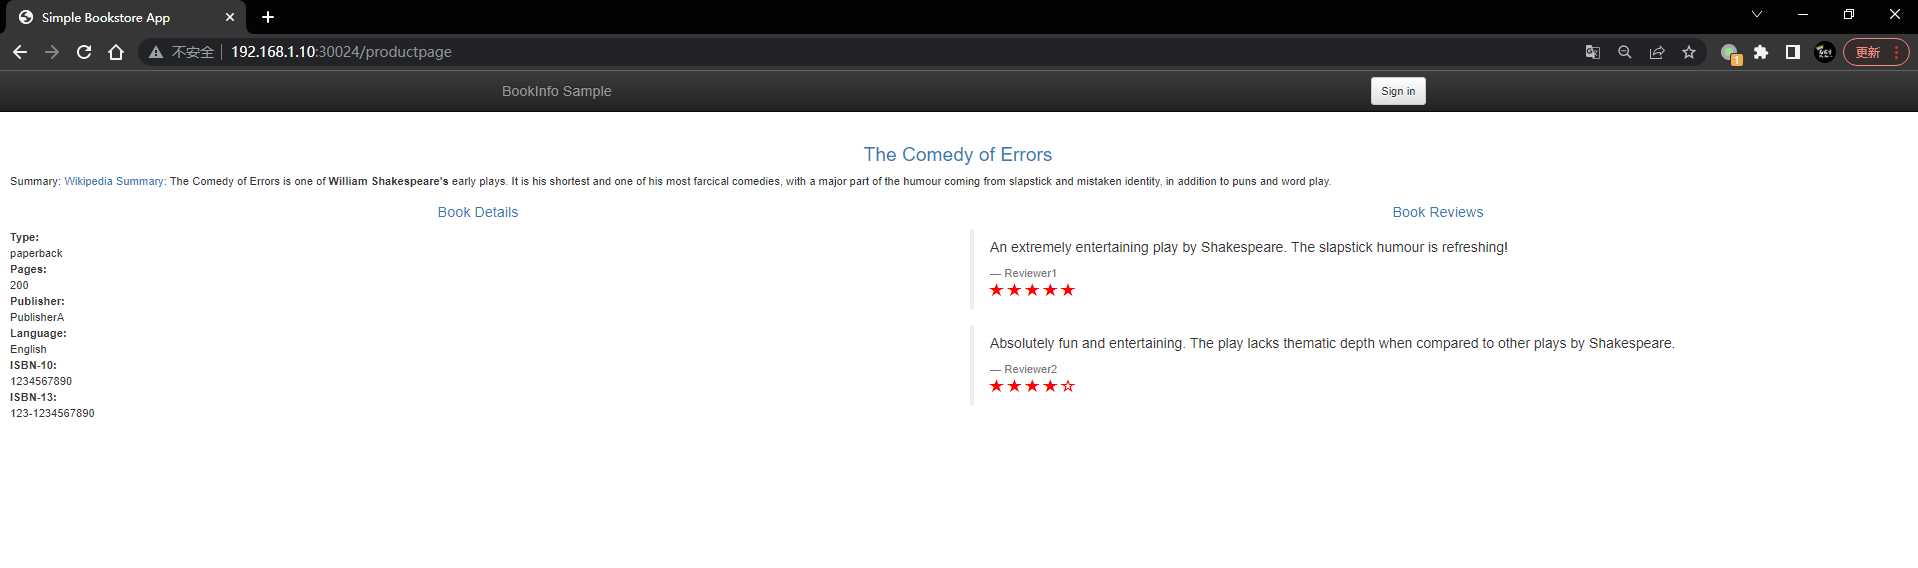 Simple Bookstore App
不安全 192.168.1.10:30024/productpage
1
更新
BookInfo Sample
Sign in
The Comedy of Errors
Summary: Wikipedia Summary: The Comedy of Errors is one of William Shakespeare's early plays. It is his shortest and one of his most farcical comedies, with a major part of the humour coming from slapstick and mistaken identity, in addition to puns and word play.
Book Details
Type:
paperback
Pages:
200
Publisher:
PublisherA
Language:
English
ISBN-10:
1234567890
ISBN-13:
123-1234567890
Book Reviews
An extremely entertaining play by Shakespeare. The slapstick humour is refreshing!
— Reviewer1
Absolutely fun and entertaining. The play lacks thematic depth when compared to other plays by Shakespeare.
— Reviewer2